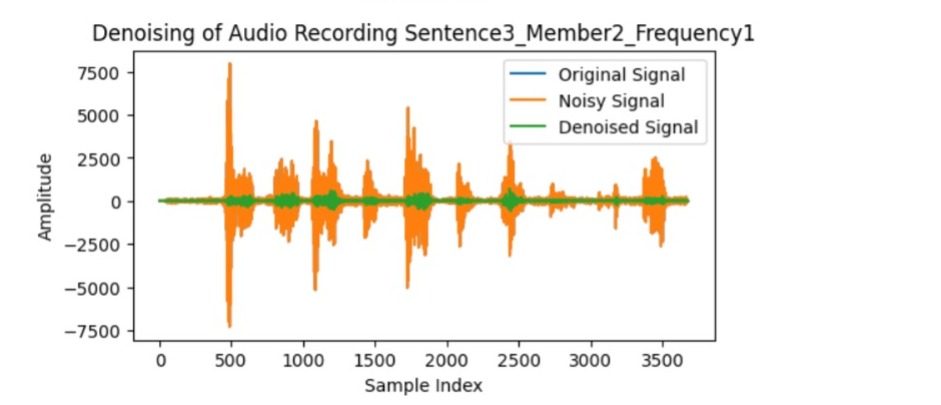 Denoising of Audio Recording Sentence3_Member2_Frequency1
Original Signal
Noisy Signal
Denoised Signal
7500
5000
2500
0
−2500
−5000
−7500
Amplitude
0 500 1000 1500 2000 2500 3000 3500
Sample Index